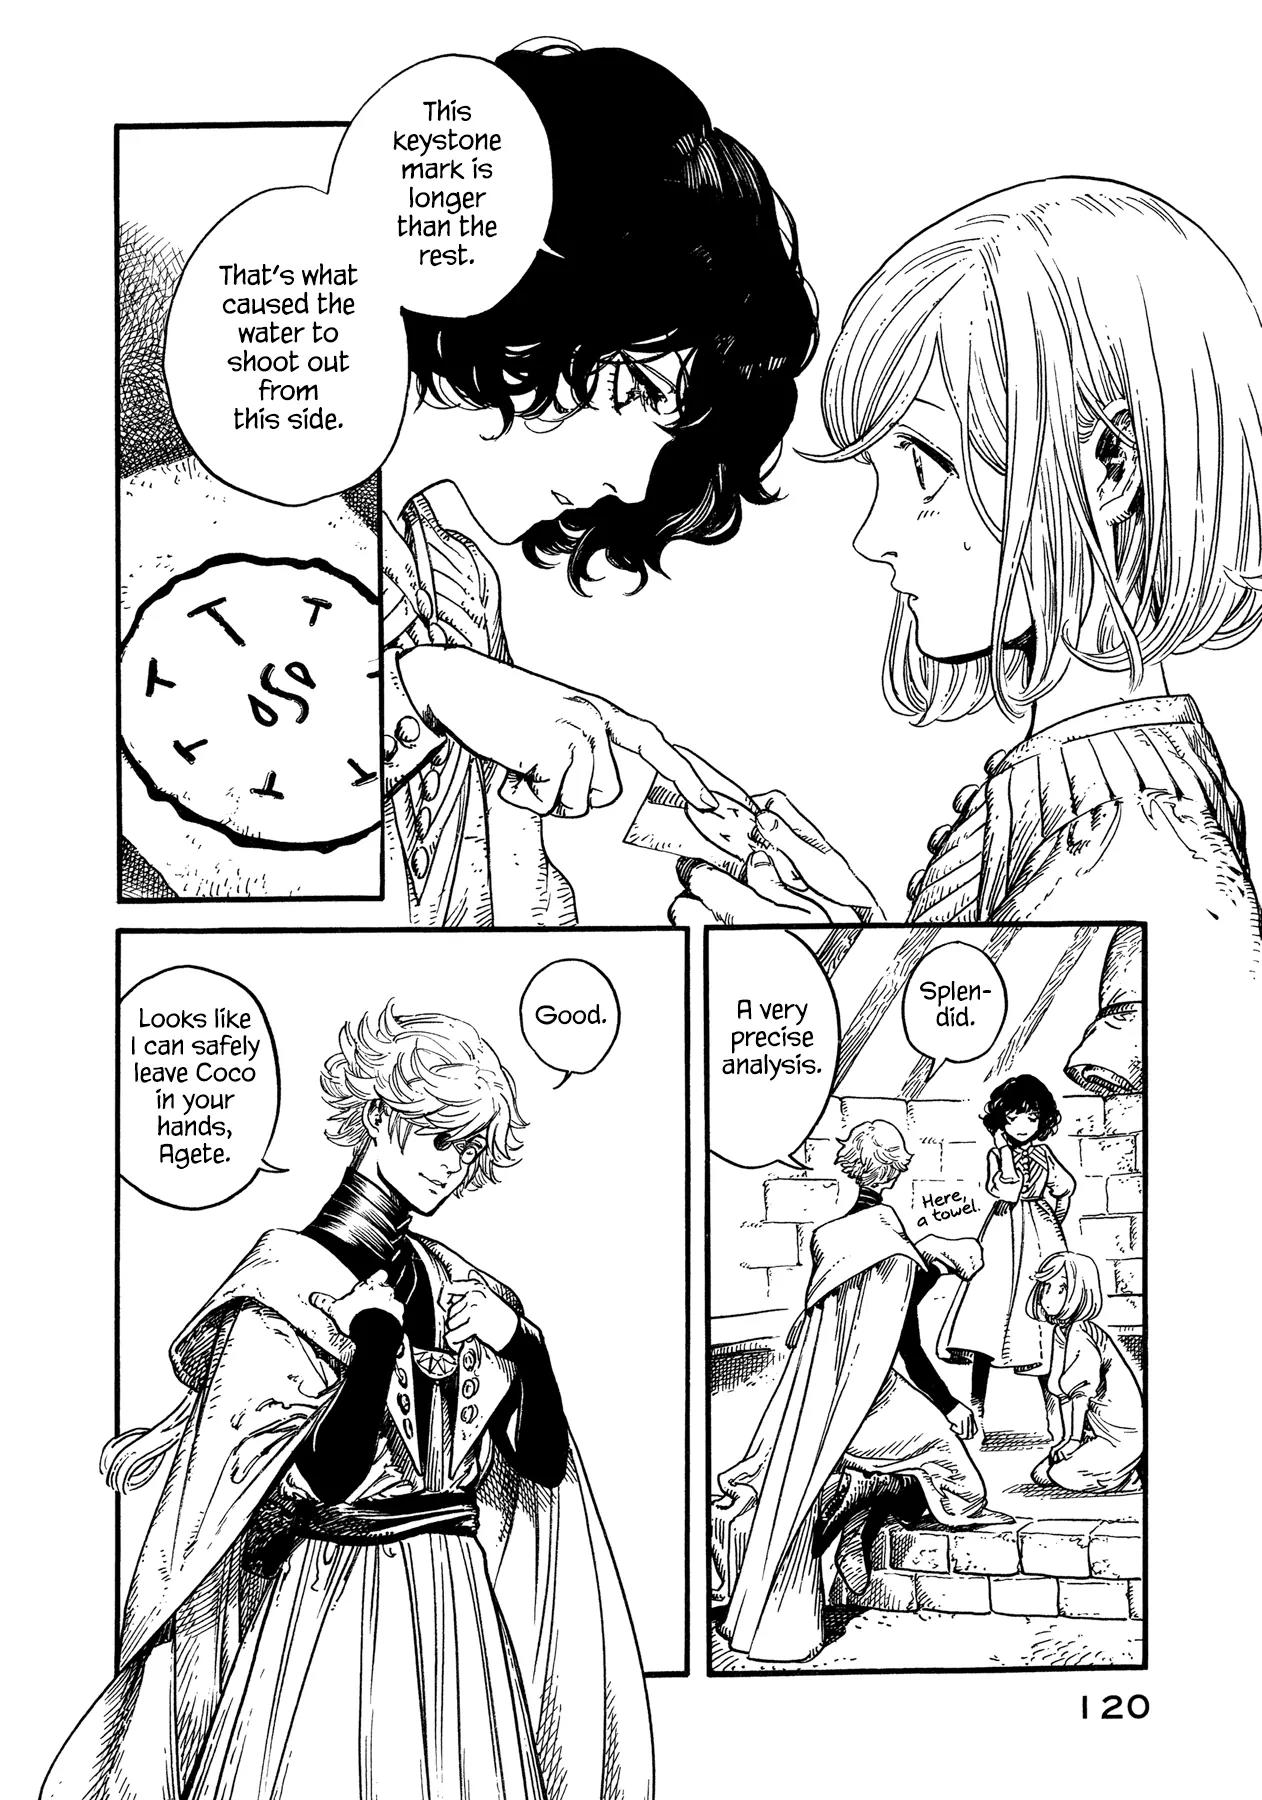 This
keystone
mark is
longer
than the
rest.
That's what
caused the
water to
shoot out
from
this side.
Splen-
did.
A very
precise
analysis.
Here,
a towel.
Good.
Looks like
I can safely
leave Coco
in your
hands,
Agete.
120